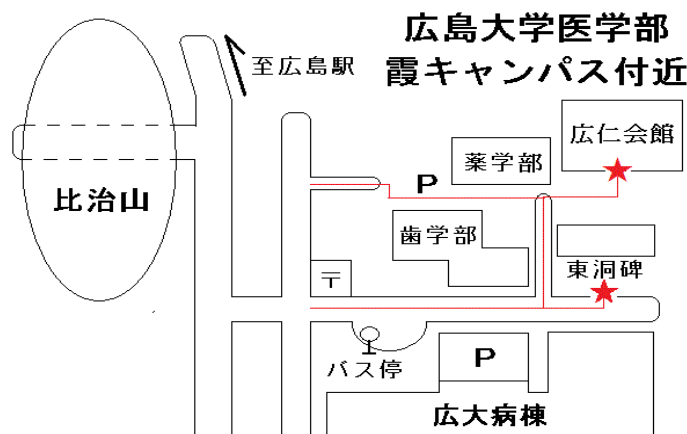 広島大学医学部
霞キャンパス付近
至広島駅
広仁会館
薬学部
P
比治山
歯学部
〒
東洞碑
バス停
P
広大病棟